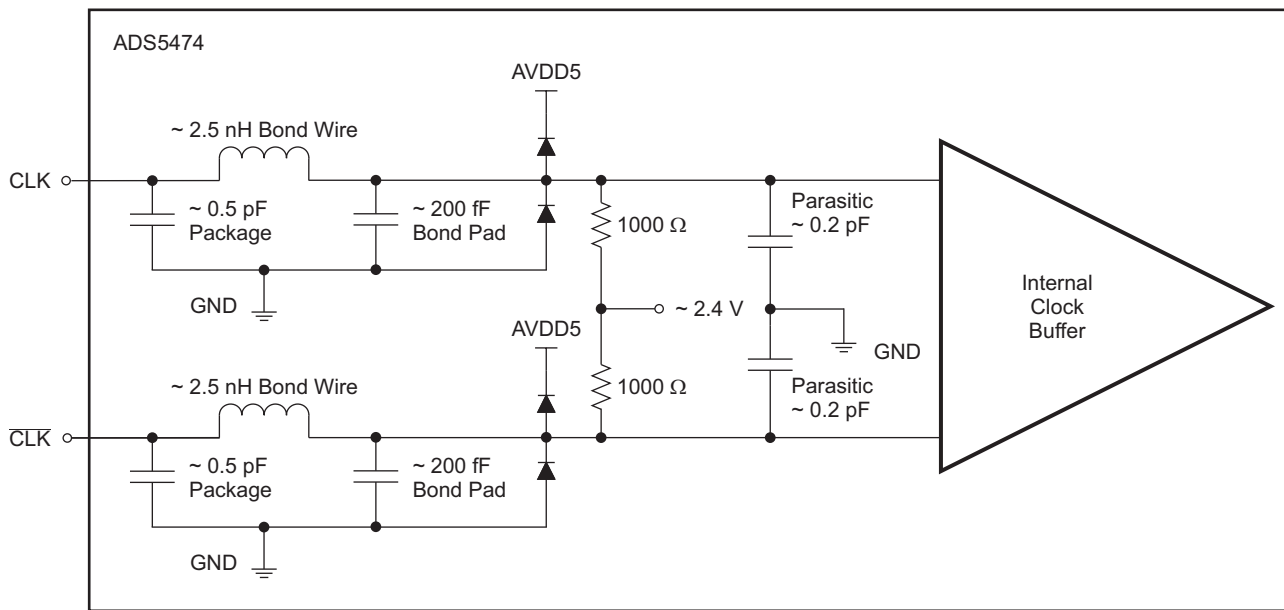 ADS5474
AVDD5
~ 2.5 nH Bond Wire
CLK
~ 0.5 pF
Package
~ 200 fF
Bond Pad
1000 Ω
Parasitic
~ 0.2 pF
GND
~ 2.4 V
Internal
Clock
Buffer
AVDD5
GND
~ 2.5 nH Bond Wire
1000 Ω
Parasitic
~ 0.2 pF
C̅L̅K̅
~ 0.5 pF
Package
~ 200 fF
Bond Pad
GND